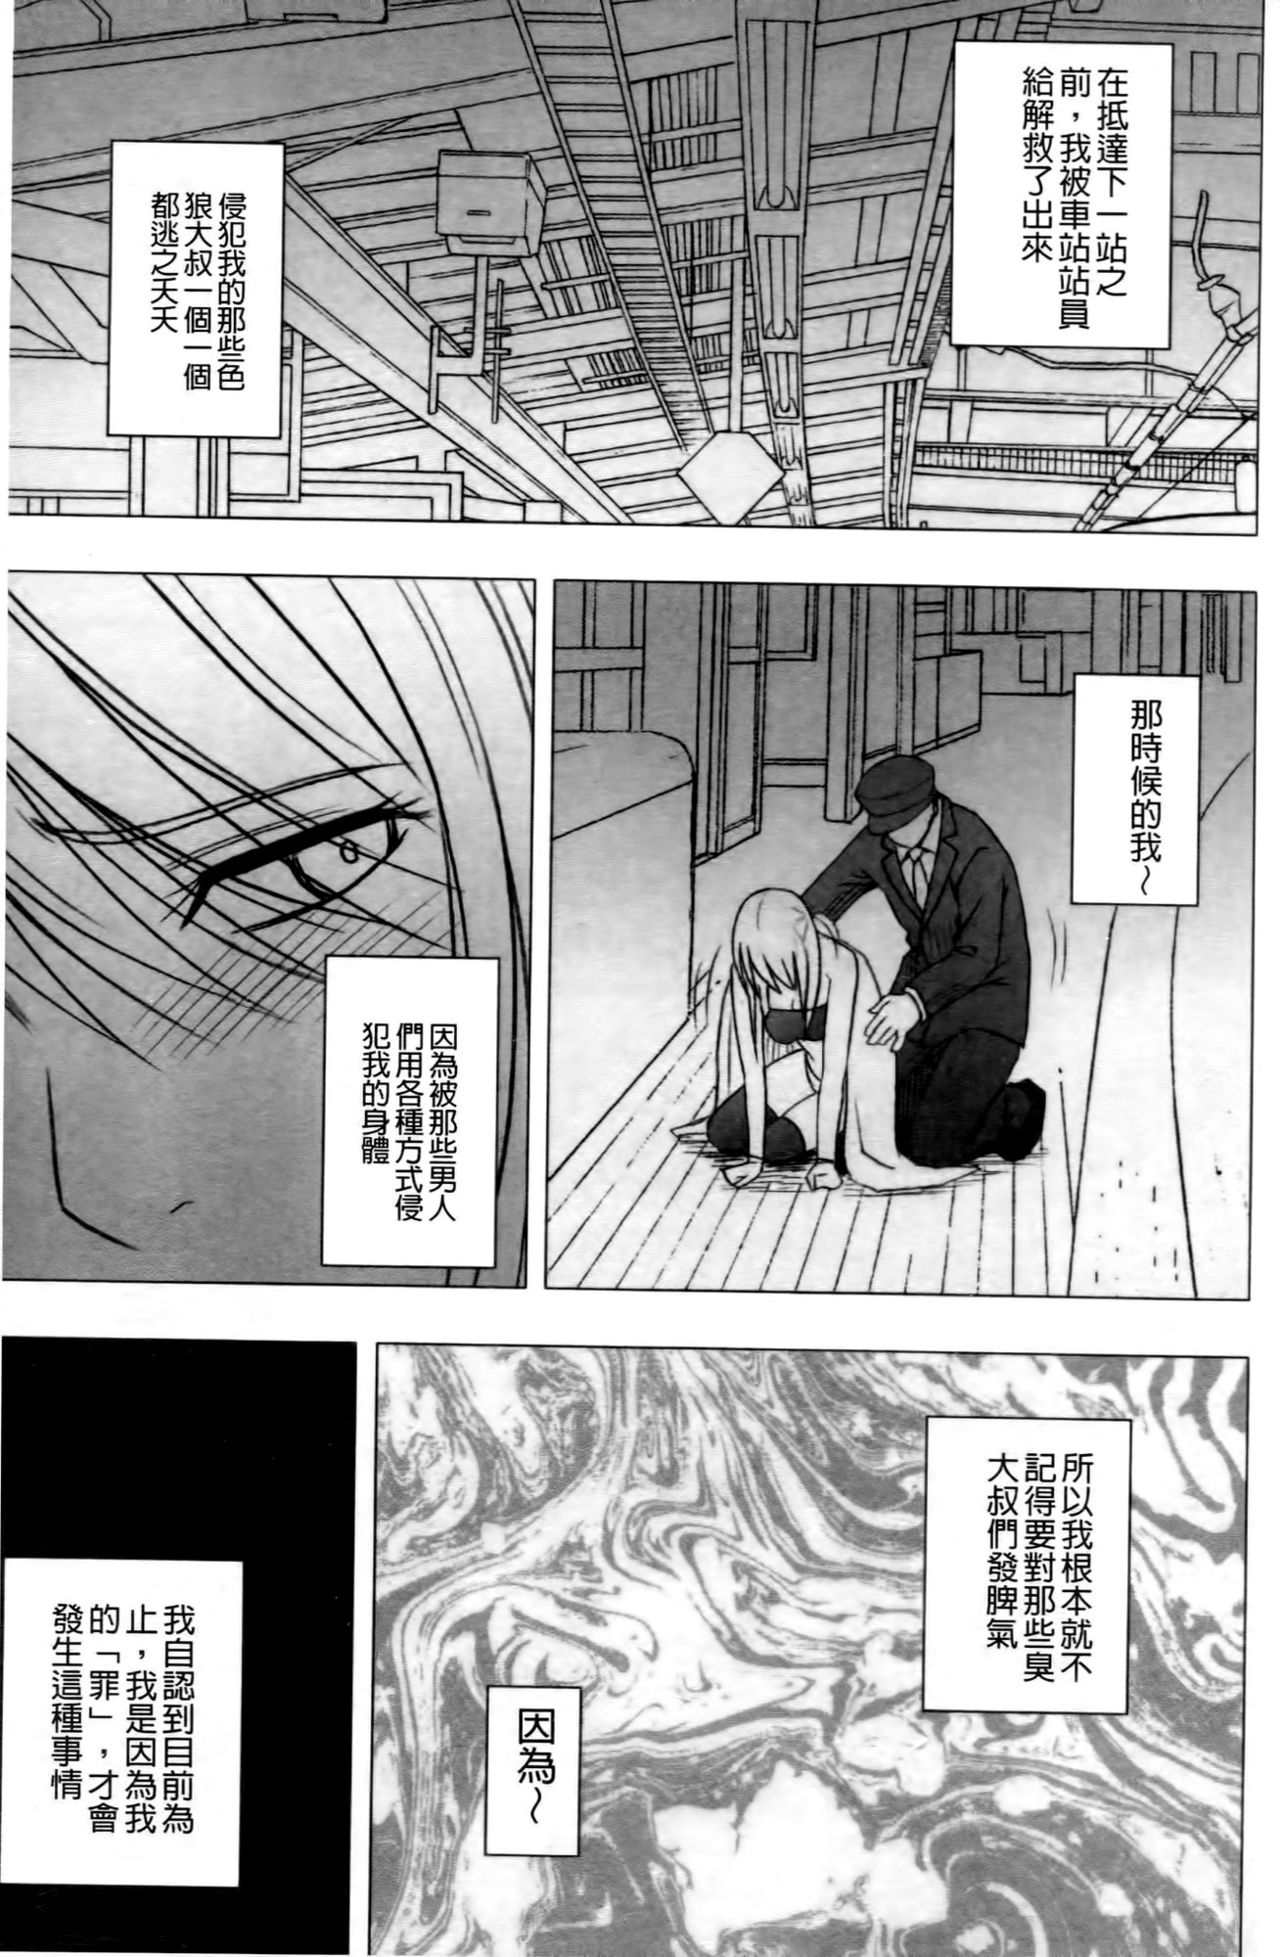 在抵達下一站之
前，我被車站站員
給解救了出來
侵犯我的那些色
狼大叔一個一個
都逃之夭夭
那時候的我～
因為被那些男人
們用各種方式侵
犯我的身體
所以我根本就不
記得要對那些臭
大叔們發脾氣
因為～
我自認到目前為
止，我是因為我
的「罪」，才會
發生這種事情